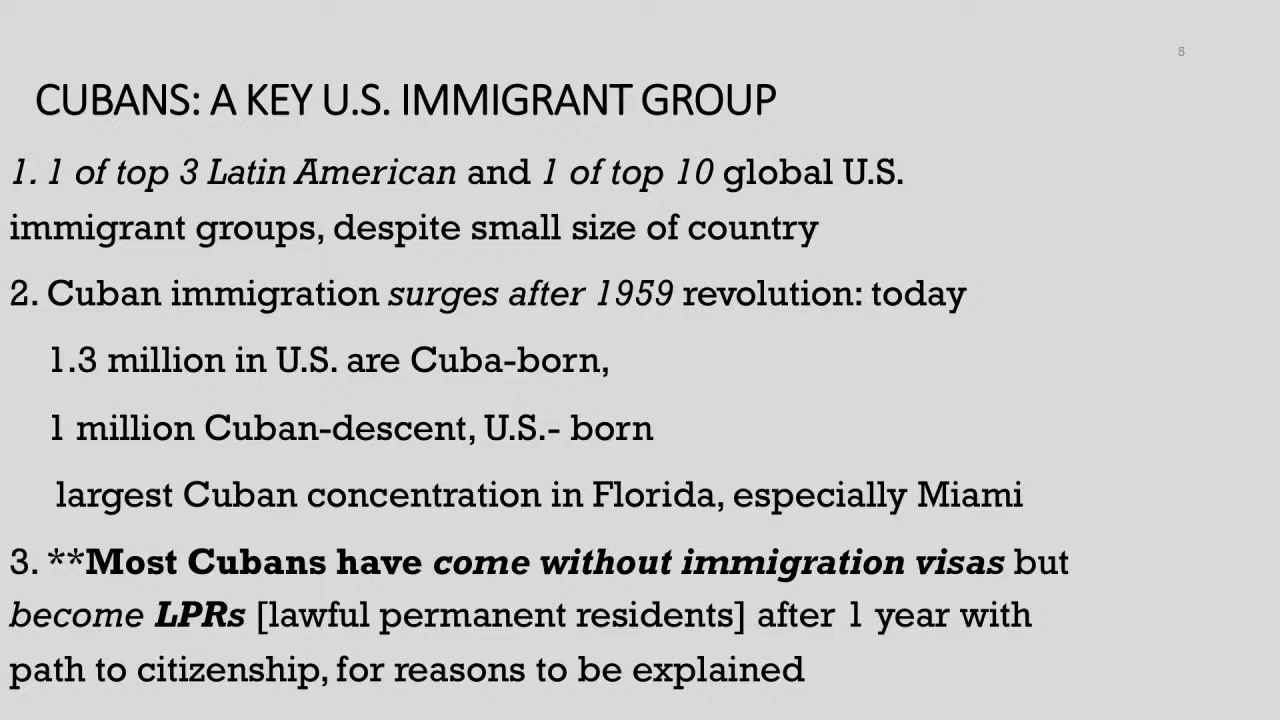 5
CUBANS: A KEY U.S. IMMIGRANT GROUP
1. 1 of top 3 Latin American and 1 of top 10 global U.S.
immigrant groups, despite small size of country
2. Cuban immigration surges after 1959 revolution: today
1.3 million in U.S. are Cuba-born,
1 million Cuban-descent, U.S.- born
largest Cuban concentration in Florida, especially Miami
3. **Most Cubans have come without immigration visas but
become LPRs [lawful permanent residents] after 1 year with
path to citizenship, for reasons to be explained